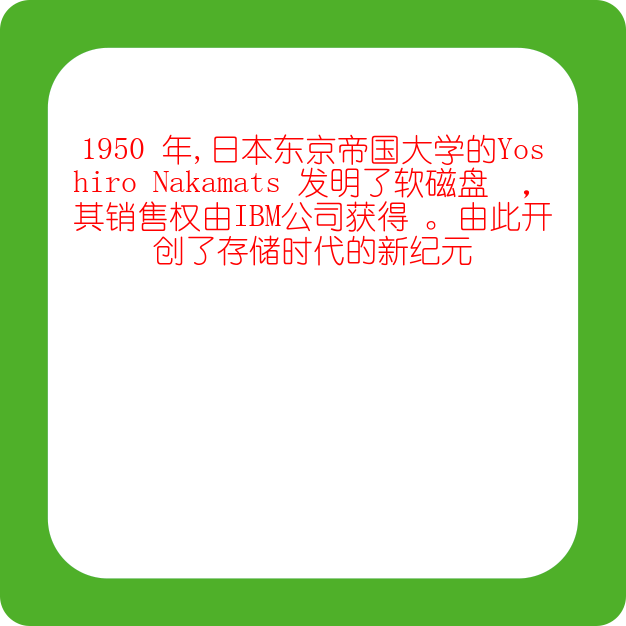 1950 年,日本东京帝国大学的Yos
hiro Nakamats 发明了软磁盘 ，
其销售权由IBM公司获得 。由此开
创了存储时代的新纪元